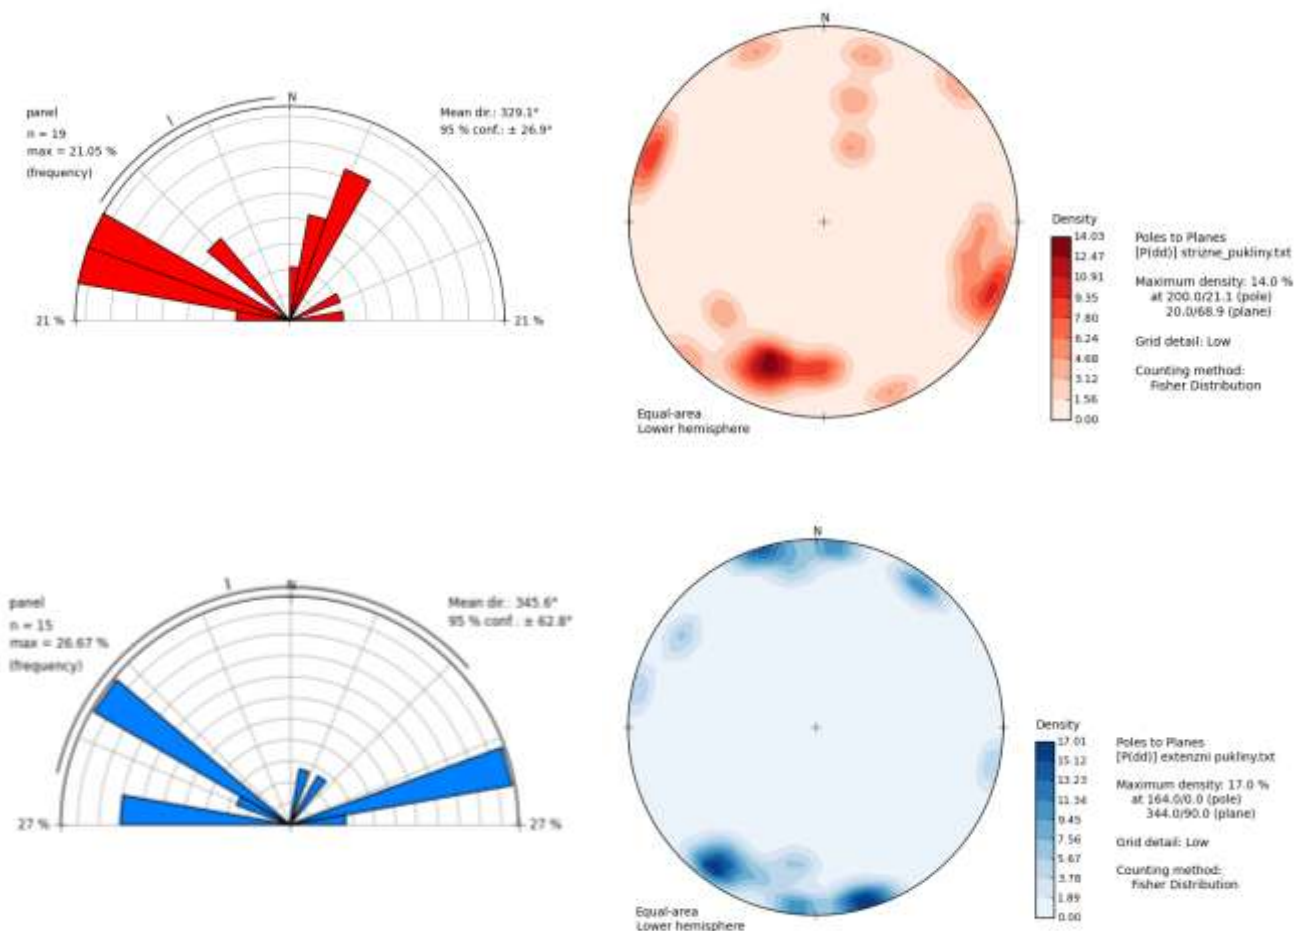 panel
n = 19
max = 21.05 %
(frequency)
N
Mean dir.: 329.1°
95 % conf.: ± 26.9°
21 %
21 %
N
Equal-area
Lower hemisphere
Density
14.03
12.47
10.91
9.35
7.80
6.24
4.68
3.12
1.56
0.00
Poles to Planes
[P(dd)] strizne_pukliny.txt
Maximum density: 14.0 %
at 200.0/21.1 (pole)
20.0/68.9 (plane)
Grid detail: Low
Counting method:
Fisher Distribution
panel
n = 15
max = 26.67 %
(frequency)
N
Mean dir.: 345.6°
95 % conf.: ± 62.8°
27 %
27 %
N
Equal-area
Lower hemisphere
Density
17.01
15.12
13.23
11.34
9.45
7.56
5.67
3.78
1.89
0.00
Poles to Planes
[P(dd)] extenzni pukliny.txt
Maximum density: 17.0 %
at 164.0/0.0 (pole)
344.0/90.0 (plane)
Grid detail: Low
Counting method:
Fisher Distribution